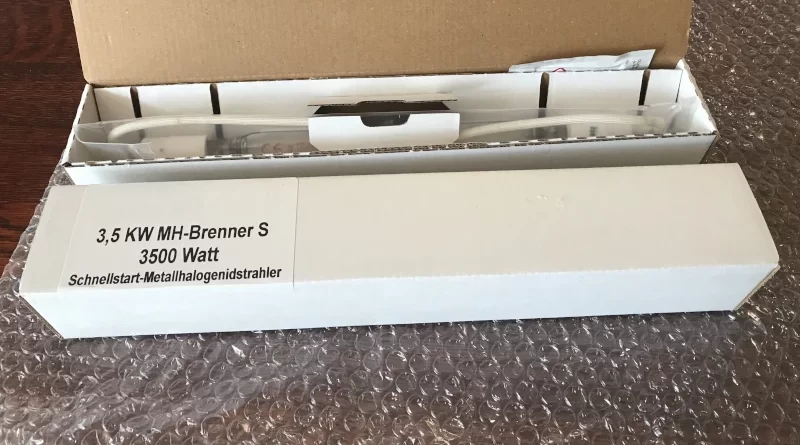 3,5 KW MH-Brenner S
3500 Watt
Schnellstart-Metallhalogenidstrahler